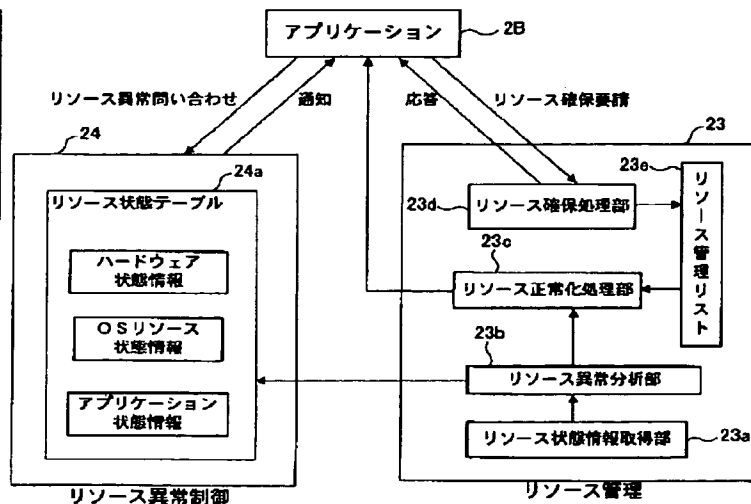 アプリケーション
2B
リソース異常問い合わせ
通知
応答
リソース確保要請
24
23
24a
リソース状態テーブル
ハードウェア
状態情報
OSリソース
状態情報
アプリケーション
状態情報
リソース異常制御
23e
リソース管理リスト
23d
リソース確保処理部
23c
リソース正常化処理部
23b
リソース異常分析部
リソース状態情報取得部
23a
リソース管理